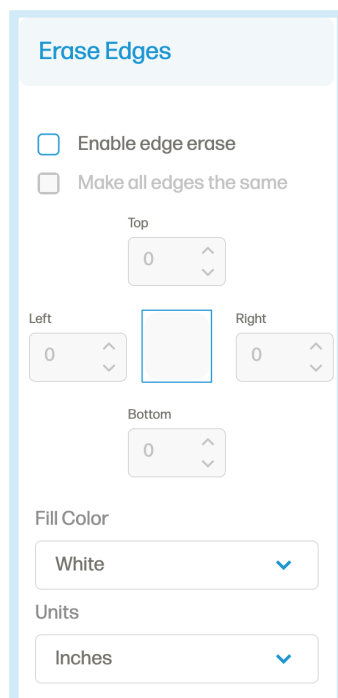 Erase Edges
Enable edge erase
Make all edges the same
Top
0
Left
Right
0
0
Bottom
0
Fill Color
White
Units
Inches